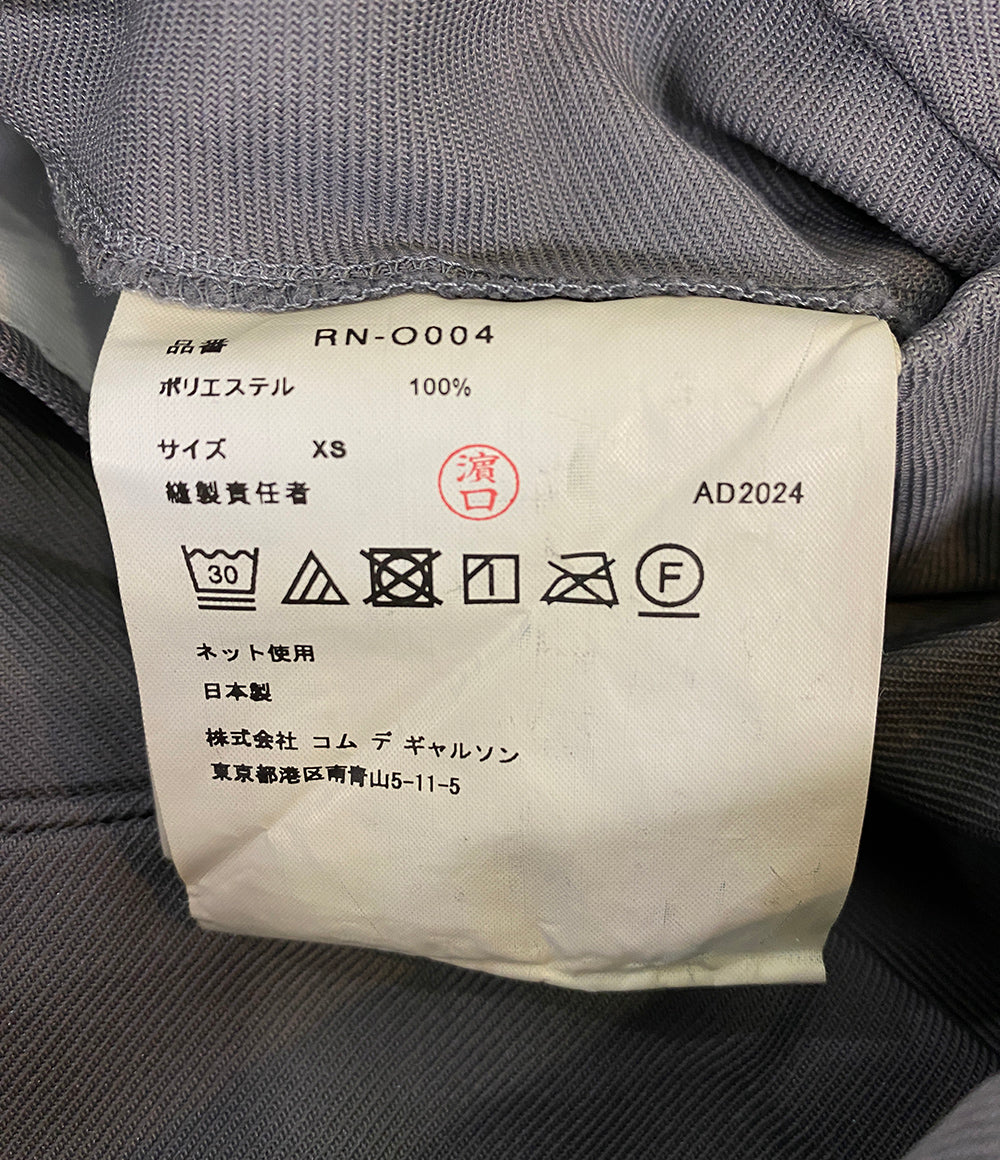 品番 RN-O004
ポリエステル 100%
サイズ XS
縫製責任者 濵口 AD2024
30 F
ネット使用
日本製
株式会社 コム デ ギャルソン
東京都港区南青山5-11-5